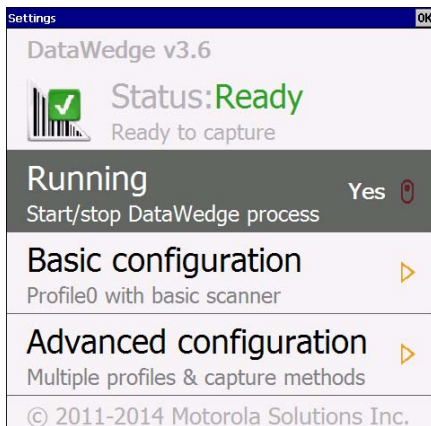 Settings
OK
DataWedge v3.6
Status:Ready
Ready to capture
Running
Yes
Start/stop DataWedge process
Basic configuration
Profile0 with basic scanner
Advanced configuration
Multiple profiles & capture methods
© 2011-2014 Motorola Solutions Inc.